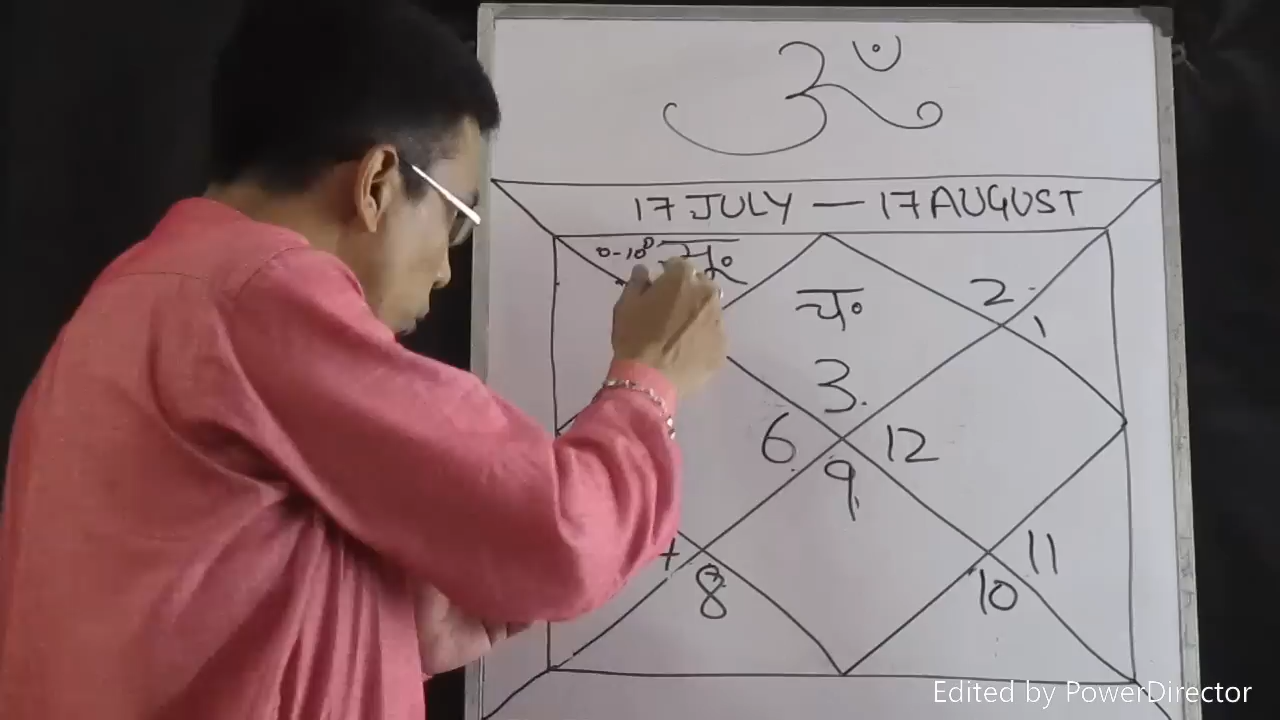 ॐ
17 JULY — 17 AUGUST
0-10° सू०
चं०
2
1
3
6
12
9
11
8
10
Edited by PowerDirector